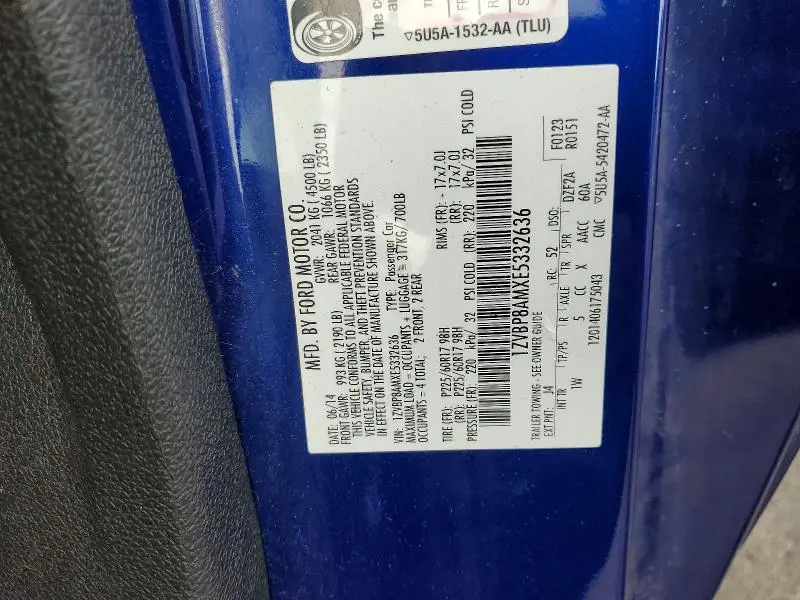 The co
an
▽5U5A-1532-AA (TLU)
MFD. BY FORD MOTOR CO.
DATE: 06/14 GVWR: 2041 KG ( 4500 LB)
FRONT GAWR: 993 KG ( 2190 LB) REAR GAWR: 1066 KG ( 2350 LB)
THIS VEHICLE CONFORMS TO ALL APPLICABLE FEDERAL MOTOR
VEHICLE SAFETY, BUMPER, AND THEFT PREVENTION STANDARDS
IN EFFECT ON THE DATE OF MANUFACTURE SHOWN ABOVE.
VIN: 1ZVBP8AMXE5332636 TYPE: Passenger Car
MAXIMUM LOAD = OCCUPANTS + LUGGAGE = 317KG/ 700LB
OCCUPANTS = 4 TOTAL; 2 FRONT, 2 REAR
TIRE (FR): P225/60R17 98H RIMS (FR): - 17x7.0J
(RR): P225/60R17 98H (RR): 17x7.0J
PRESSURE (FR): 220 kPa/ 32 PSI COLD (RR): 220 kPa/ 32 PSI COLD
1ZVBP8AMXE5332636
TRAILER TOWING - SEE OWNER GUIDE
EXT PNT: J4 RC: 52 DSO: F0123
DZF2A R0151
INT TR TP/PS R AXLE TR SPR 60A
1W 5 CC X AACC
1201406175043 CMC ▽5U5A-5420472-AA